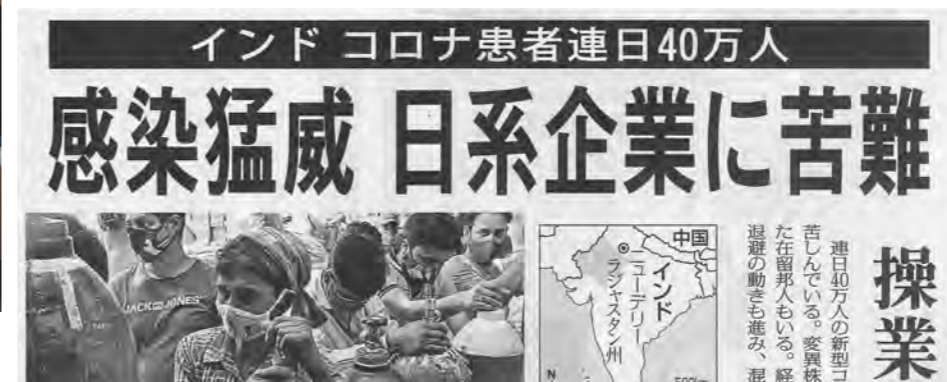 インド コロナ患者連日40万人
感染猛威 日系企業に苦難
操業
連日40万人の新型コ
苦しんでいる。変異株
た在留邦人もいる。経
退避の動きも進み、混
中国
インド
ニューデリー
ラジャスタン州
N
JACK JONES